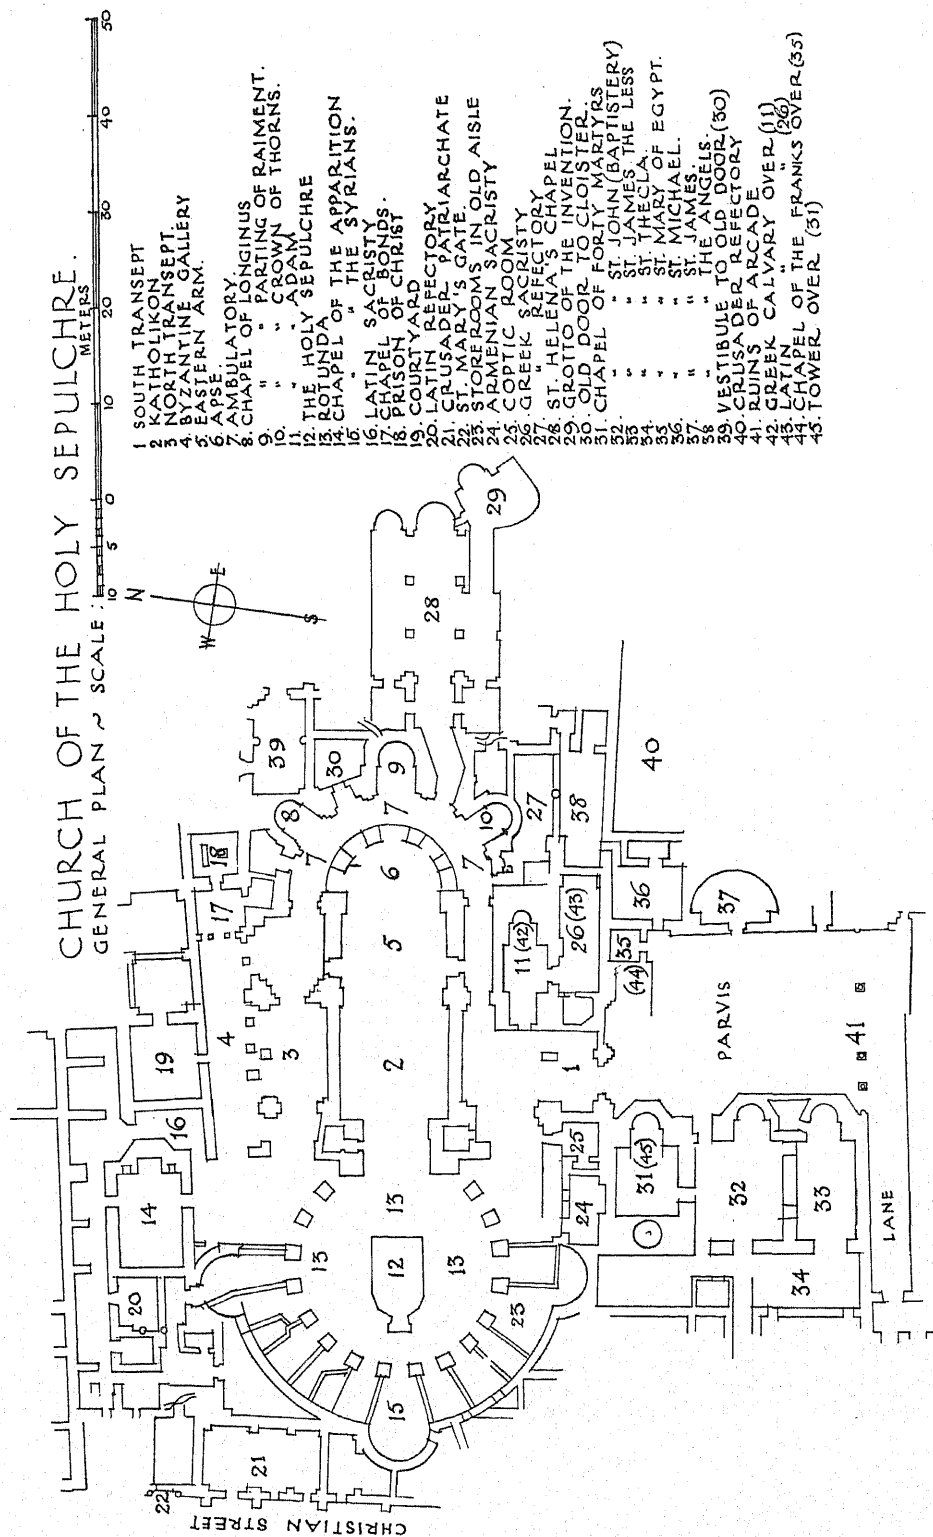 CHURCH OF THE HOLY SEPULCHRE.
GENERAL PLAN ~ SCALE:
METERS
10 5 0 10 20 30 40 50
N
E
S
W
1 SOUTH TRANSEPT
2 KATHOLIKON
3 NORTH TRANSEPT.
4. BYZANTINE GALLERY
5. EASTERN ARM.
6. APSE.
7. AMBULATORY.
8. CHAPEL OF LONGINUS
9. " " PARTING OF RAIMENT.
10. " " CROWN OF THORNS.
11. " " ADAM
12. THE HOLY SEPULCHRE
13. ROTUNDA
14. CHAPEL OF THE APPARITION
15. " " THE SYRIANS.
16. LATIN SACRISTY
17. CHAPEL OF BONDS.
18. PRISON OF CHRIST
19. COURTYARD
20. LATIN REFECTORY
21. CRUSADER PATRIARCHATE
22. ST. MARY'S GATE.
23. STOREROOMS IN OLD AISLE
24. ARMENIAN SACRISTY
25. COPTIC ROOM
26 GREEK SACRISTY
27. " REFECTORY
28. ST. HELENA'S CHAPEL
29. GROTTO OF THE INVENTION.
30. OLD DOOR TO CLOISTER.
31. CHAPEL OF FORTY MARTYRS
32. " " ST. JOHN (BAPTISTERY)
33 " " ST. JAMES THE LESS
34. " " ST. THECLA.
35 " " ST. MARY OF EGYPT.
36. " " ST. MICHAEL.
37. " " ST. JAMES.
38 " " THE ANGELS.
39. VESTIBULE TO OLD DOOR (30)
40. CRUSADER REFECTORY
41. RUINS OF ARCADE
42. GREEK CALVARY OVER (11)
43. LATIN " " (26)
44. CHAPEL OF THE FRANKS OVER (35)
45. TOWER OVER (31)
22
21
20
14
16
19
4
17
18
39
30
8
9
7
7
7
10
6
5
3
2
13
13
13
12
15
23
24
25
1
11 (42)
26 (43)
27
38
28
29
40
36
35
(44)
37
31 (45)
32
33
34
41
PARVIS
LANE
CHRISTIAN STREET